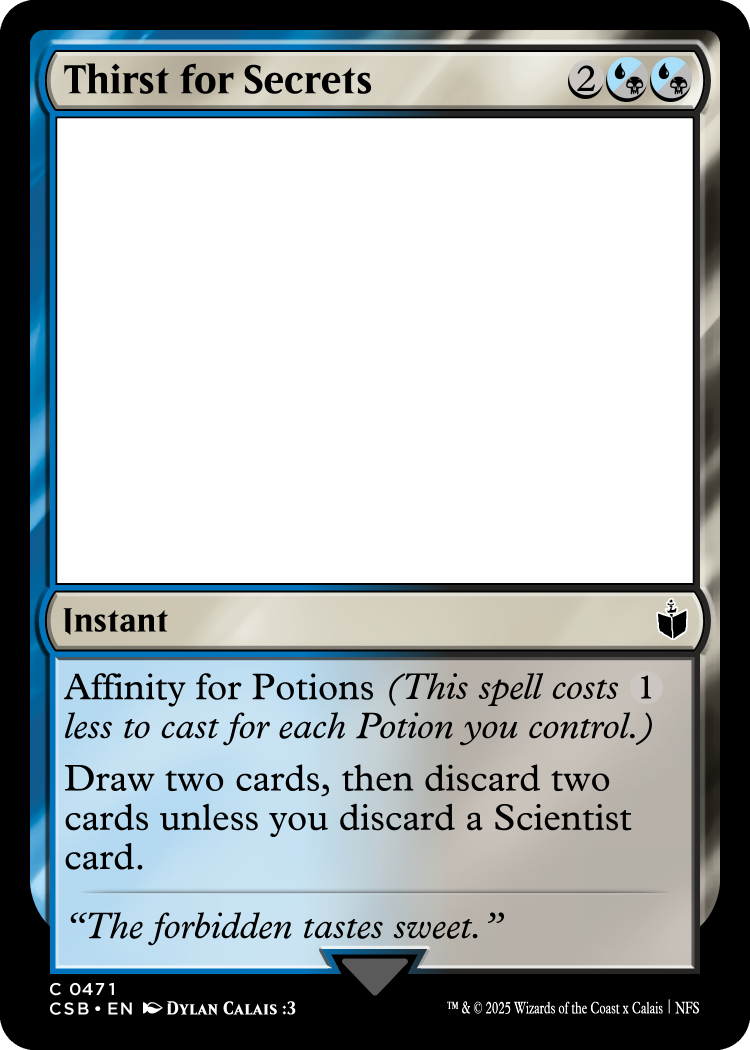 Thirst for Secrets 2
Instant
Affinity for Potions (This spell costs 1
less to cast for each Potion you control.)
Draw two cards, then discard two
cards unless you discard a Scientist
card.
“The forbidden tastes sweet.”
C 0471
CSB • EN DYLAN CALAIS :3
™ & © 2025 Wizards of the Coast x Calais | NFS